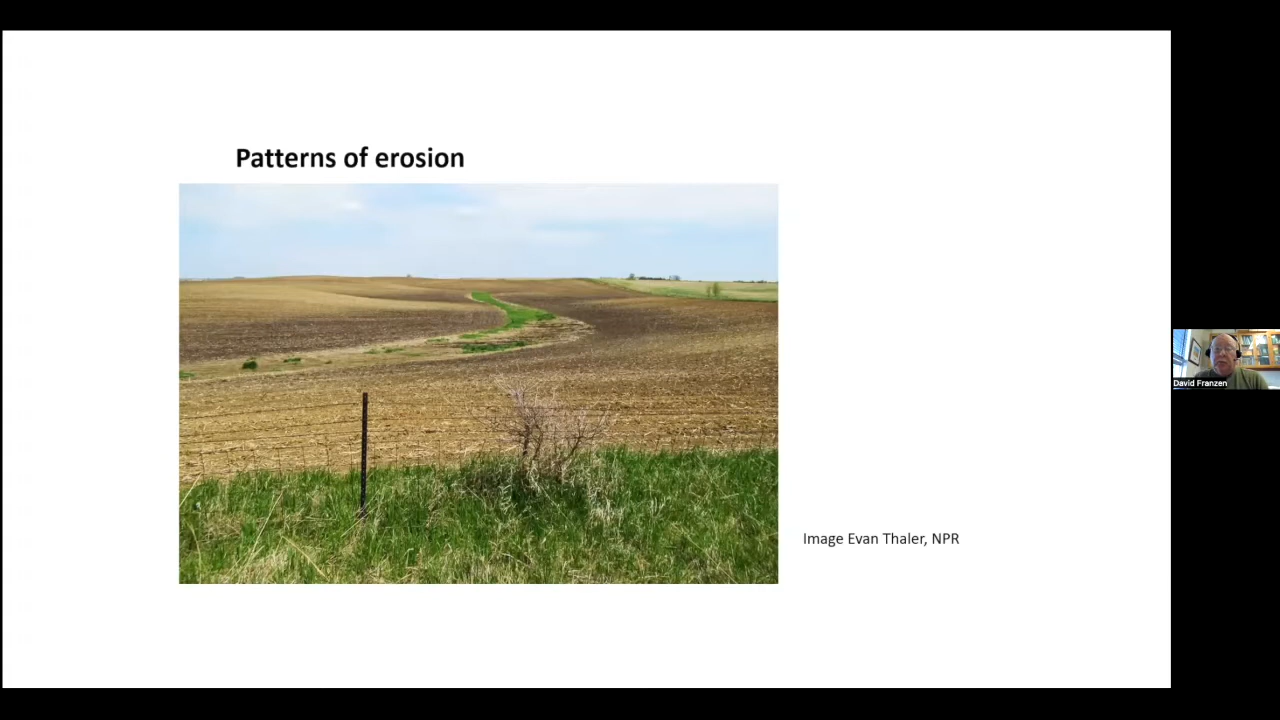 Patterns of erosion
Image Evan Thaler, NPR
David Franzen